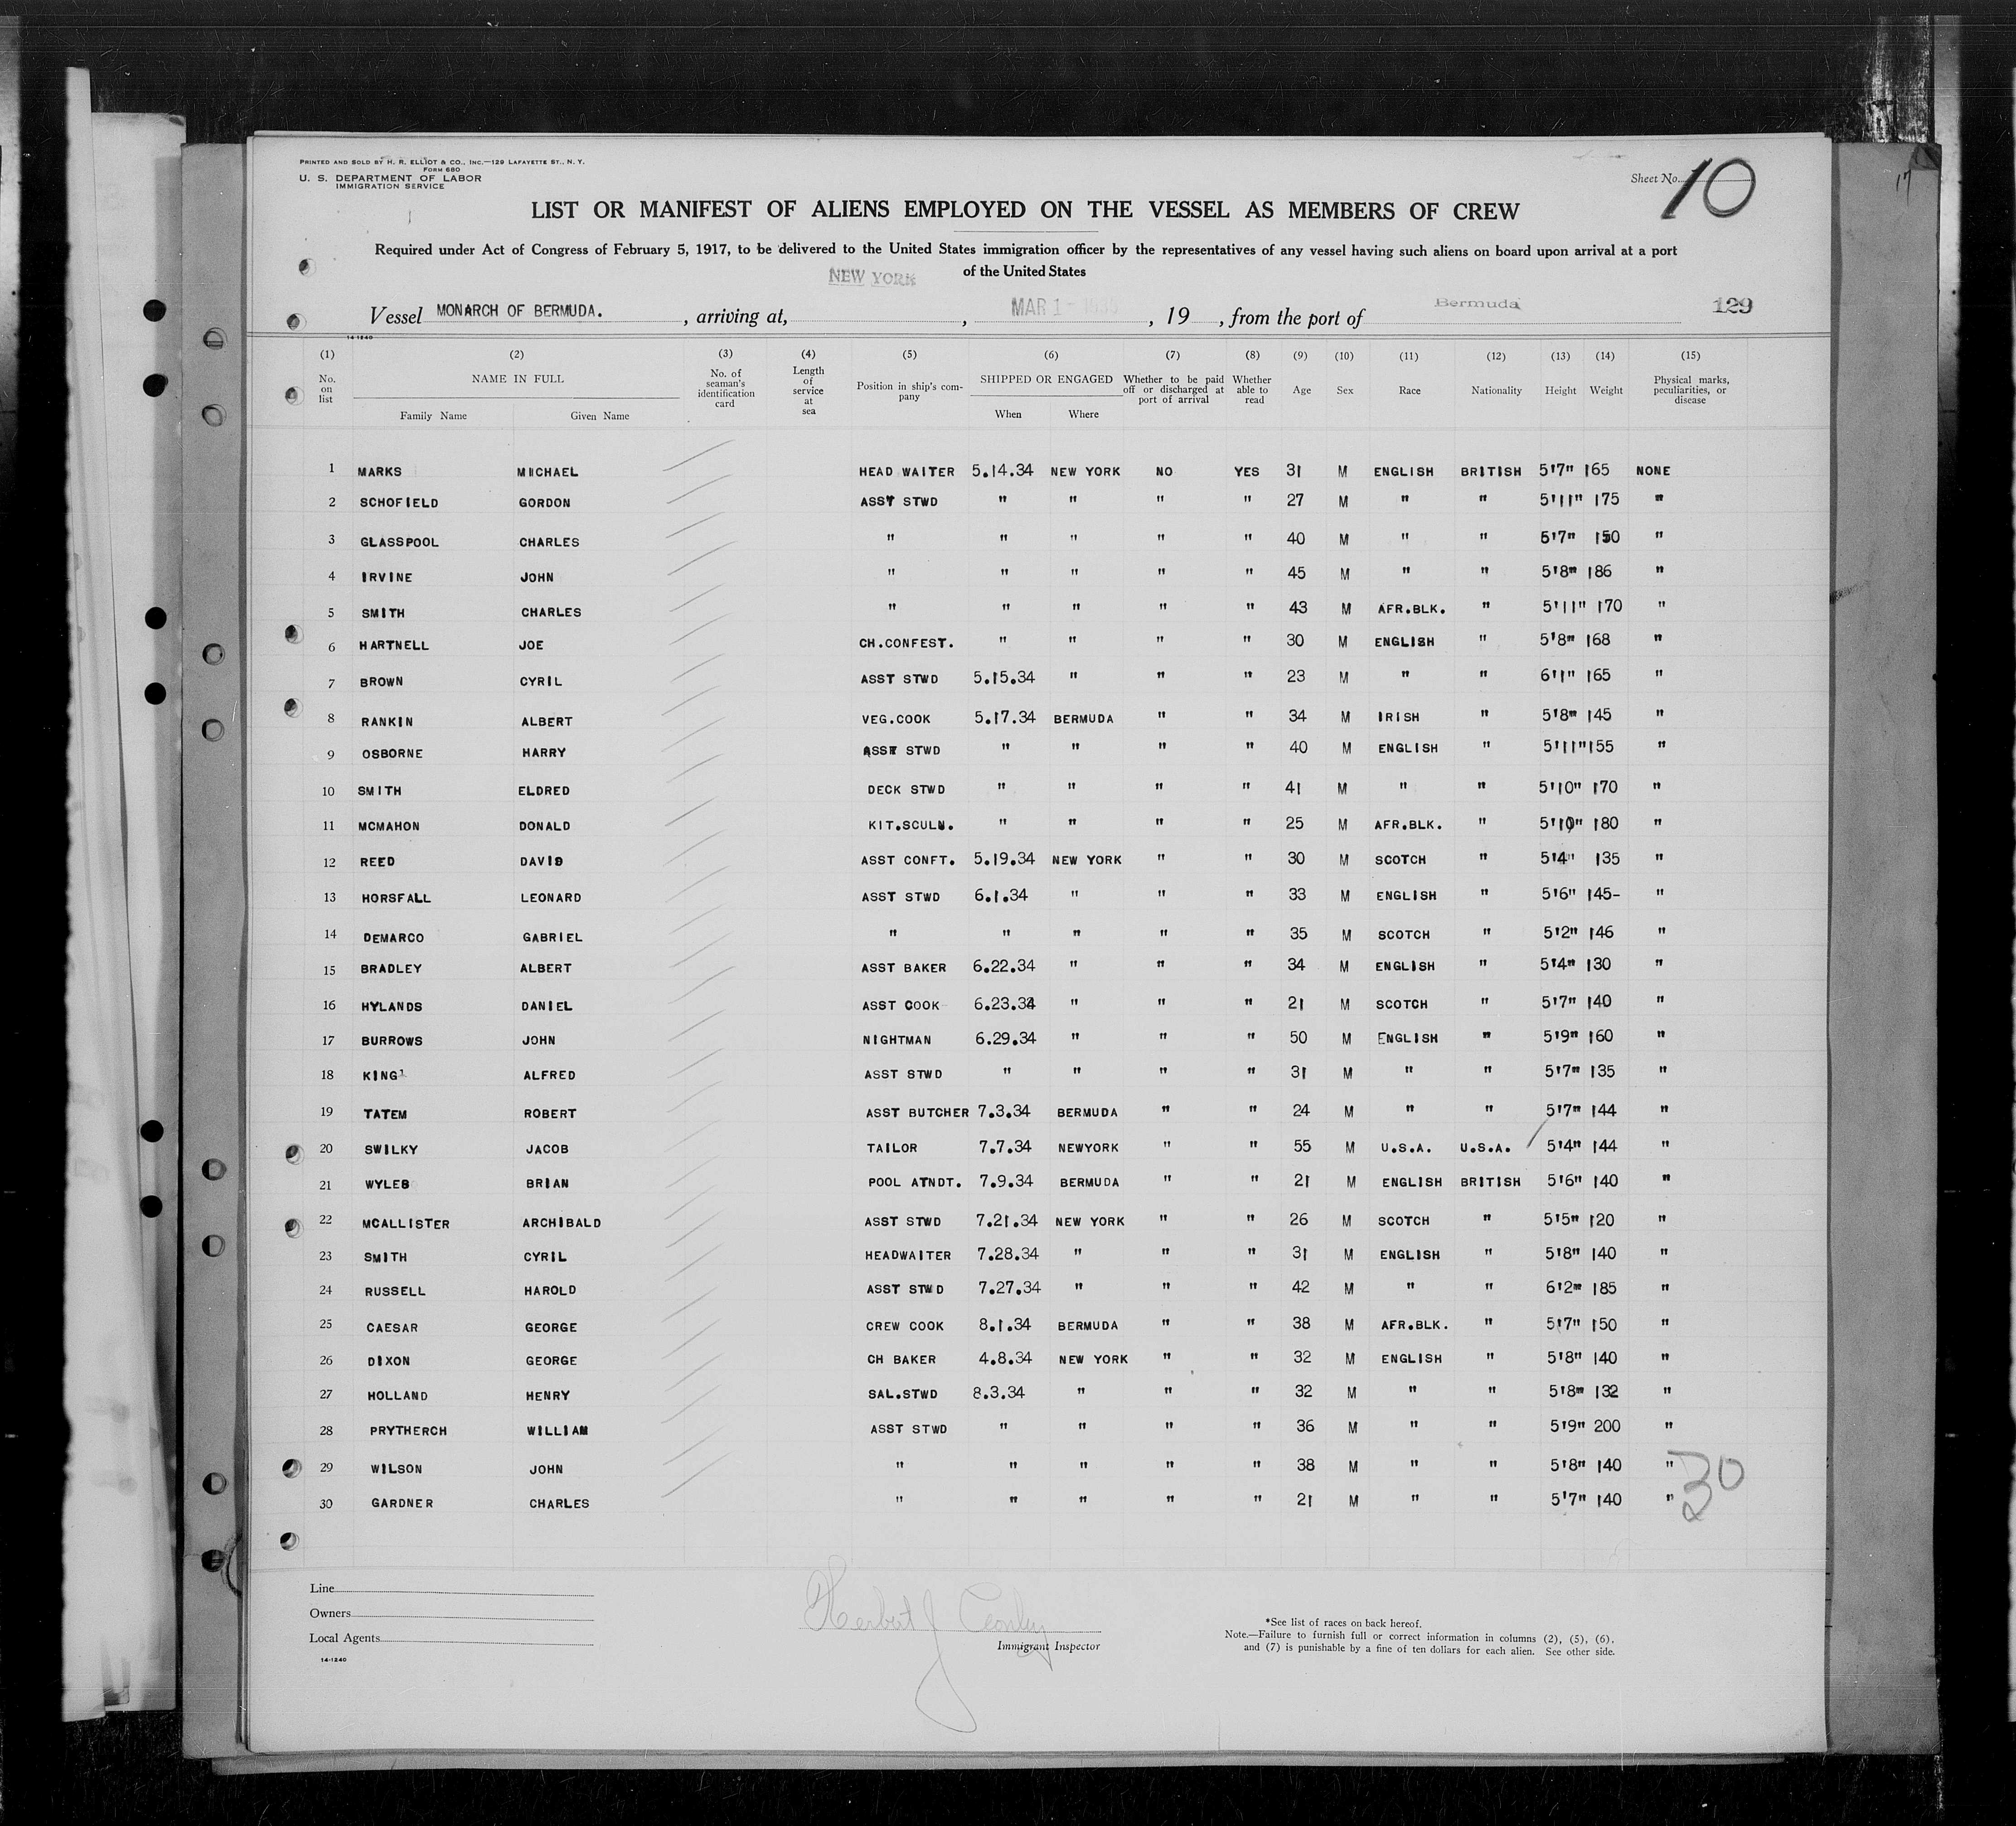 PRINTED AND SOLD BY H. R. ELLIOT & CO., INC.—129 LAFAYETTE ST., N. Y.
FORM 680
U. S. DEPARTMENT OF LABOR
IMMIGRATION SERVICE
Sheet No. 10
17
LIST OR MANIFEST OF ALIENS EMPLOYED ON THE VESSEL AS MEMBERS OF CREW
Required under Act of Congress of February 5, 1917, to be delivered to the United States immigration officer by the representatives of any vessel having such aliens on board upon arrival at a port
of the United States
NEW YORK
Vessel MONARCH OF BERMUDA. , arriving at, , MAR 1 - , 19 , from the port of Bermuda 129
14-1240
(1) (2) (3) (4) (5) (6) (7) (8) (9) (10) (11) (12) (13) (14) (15)
No. on list NAME IN FULL Family Name Given Name No. of seaman's identification card Length of service at sea Position in ship's company SHIPPED OR ENGAGED When Where Whether to be paid off or discharged at port of arrival Whether able to read Age Sex Race Nationality Height Weight Physical marks, peculiarities, or disease
1 MARKS MICHAEL HEAD WAITER 5.14.34 NEW YORK NO YES 31 M ENGLISH BRITISH 5'7" 165 NONE
2 SCHOFIELD GORDON ASST STWD " " " " 27 M " " 5'11" 175 "
3 GLASSPOOL CHARLES " " " " " 40 M " " 5'7" 150 "
4 IRVINE JOHN " " " " " 45 M " " 5'8" 186 "
5 SMITH CHARLES " " " " " 43 M AFR.BLK. " 5'11" 170 "
6 HARTNELL JOE CH.CONFEST. " " " " 30 M ENGLISH " 5'8" 168 "
7 BROWN CYRIL ASST STWD 5.15.34 " " " 23 M " " 6'1" 165 "
8 RANKIN ALBERT VEG.COOK 5.17.34 BERMUDA " " 34 M IRISH " 5'8" 145 "
9 OSBORNE HARRY ASST STWD " " " " 40 M ENGLISH " 5'11" 155 "
10 SMITH ELDRED DECK STWD " " " " 41 M " " 5'10" 170 "
11 MCMAHON DONALD KIT.SCULN. " " " " 25 M AFR.BLK. " 5'10" 180 "
12 REED DAVID ASST CONFT. 5.19.34 NEW YORK " " 30 M SCOTCH " 5'4" 135 "
13 HORSFALL LEONARD ASST STWD 6.1.34 " " " 33 M ENGLISH " 5'6" 145- "
14 DEMARCO GABRIEL " " " " " 35 M SCOTCH " 5'2" 146 "
15 BRADLEY ALBERT ASST BAKER 6.22.34 " " " 34 M ENGLISH " 5'4" 130 "
16 HYLANDS DANIEL ASST COOK 6.23.34 " " " 21 M SCOTCH " 5'7" 140 "
17 BURROWS JOHN NIGHTMAN 6.29.34 " " " 50 M ENGLISH " 5'9" 160 "
18 KING ALFRED ASST STWD " " " " 31 M " " 5'7" 135 "
19 TATEM ROBERT ASST BUTCHER 7.3.34 BERMUDA " " 24 M " " 5'7" 144 "
20 SWILKY JACOB TAILOR 7.7.34 NEWYORK " " 55 M U.S.A. U.S.A. 5'4" 144 "
21 WYLES BRIAN POOL ATNDT. 7.9.34 BERMUDA " " 21 M ENGLISH BRITISH 5'6" 140 "
22 MCALLISTER ARCHIBALD ASST STWD 7.21.34 NEW YORK " " 26 M SCOTCH " 5'5" 120 "
23 SMITH CYRIL HEADWAITER 7.28.34 " " " 31 M ENGLISH " 5'8" 140 "
24 RUSSELL HAROLD ASST STWD 7.27.34 " " " 42 M " " 6'2" 185 "
25 CAESAR GEORGE CREW COOK 8.1.34 BERMUDA " " 38 M AFR.BLK. " 5'7" 150 "
26 DIXON GEORGE CH BAKER 4.8.34 NEW YORK " " 32 M ENGLISH " 5'8" 140 "
27 HOLLAND HENRY SAL.STWD 8.3.34 " " " 32 M " " 5'8" 132 "
28 PRYTHERCH WILLIAM ASST STWD " " " " 36 M " " 5'9" 200 "
29 WILSON JOHN " " " " " 38 M " " 5'8" 140 "
30 GARDNER CHARLES " " " " " 21 M " " 5'7" 140 "
30
Line
Owners
Local Agents
14-1240
Herbert J
Immigrant Inspector
*See list of races on back hereof.
Note.—Failure to furnish full or correct information in columns (2), (5), (6),
and (7) is punishable by a fine of ten dollars for each alien. See other side.